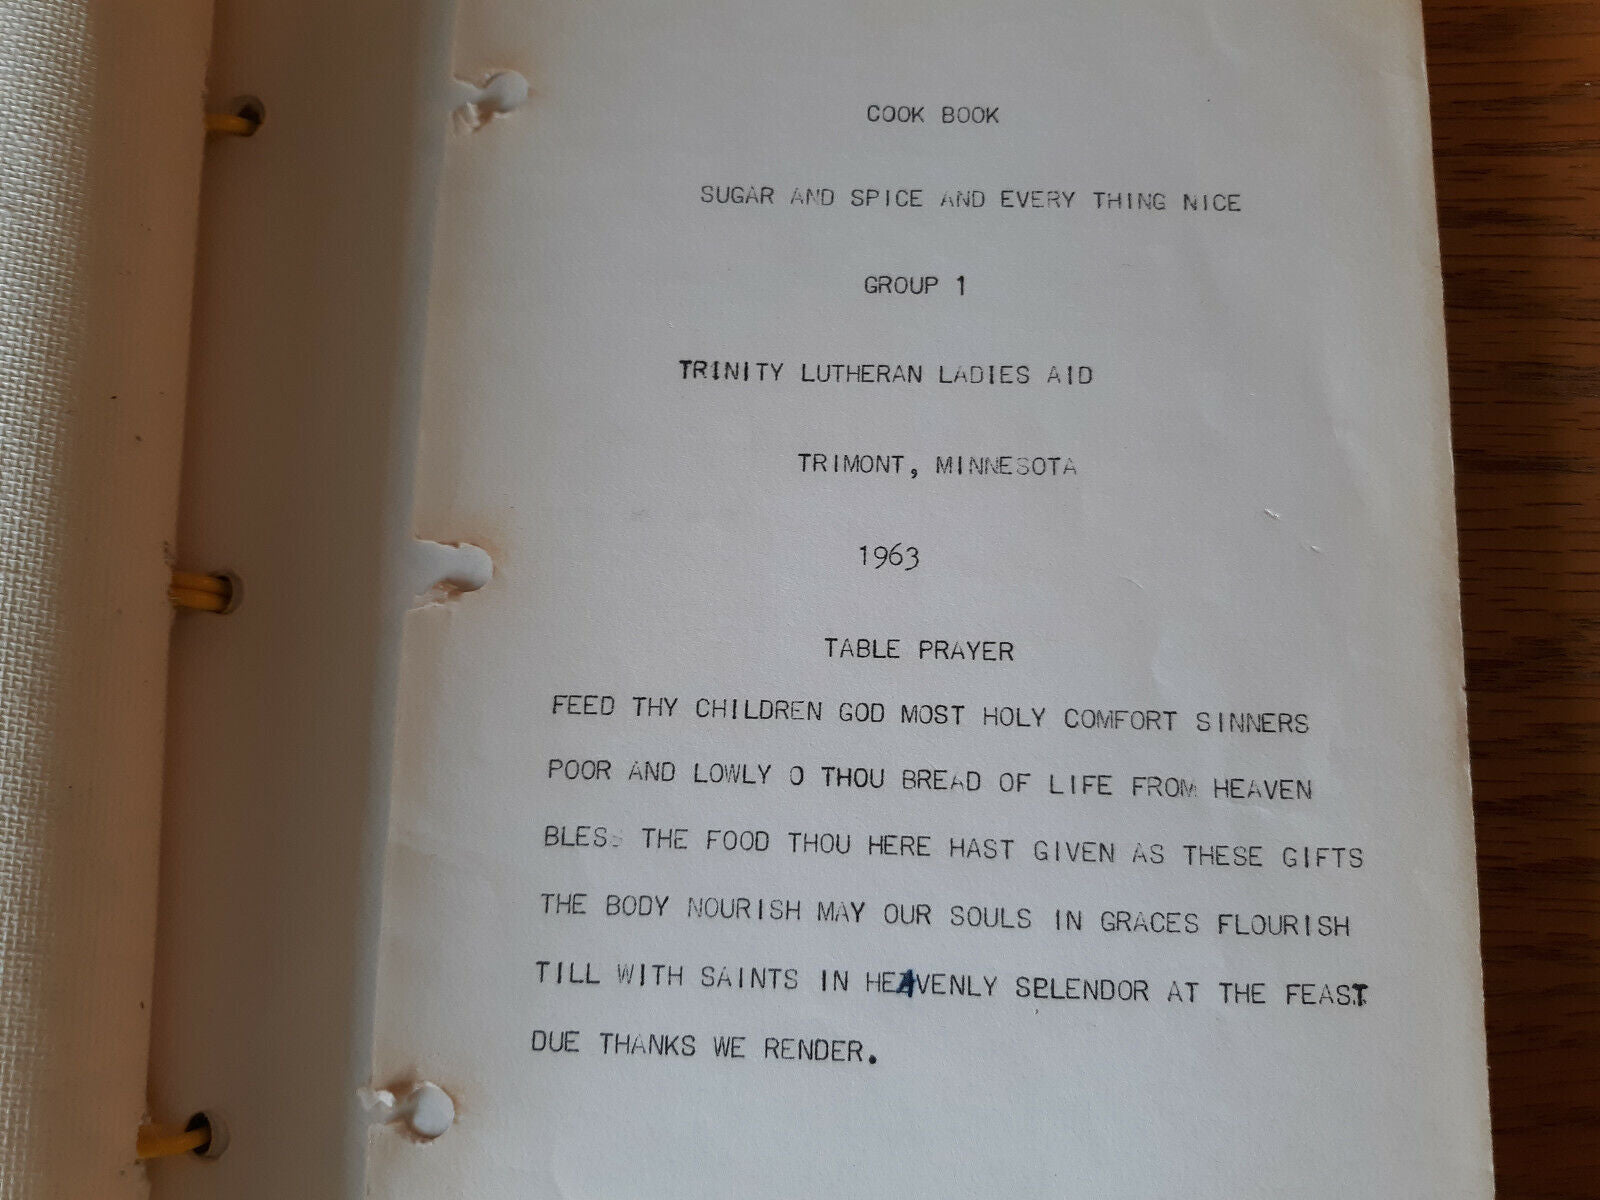 COOK BOOK
SUGAR AND SPICE AND EVERY THING NICE
GROUP 1
TRINITY LUTHERAN LADIES AID
TRIMONT, MINNESOTA
1963
TABLE PRAYER
FEED THY CHILDREN GOD MOST HOLY COMFORT SINNERS
POOR AND LOWLY O THOU BREAD OF LIFE FROM HEAVEN
BLESS THE FOOD THOU HERE HAST GIVEN AS THESE GIFTS
THE BODY NOURISH MAY OUR SOULS IN GRACES FLOURISH
TILL WITH SAINTS IN HEAVENLY SPLENDOR AT THE FEAST
DUE THANKS WE RENDER.